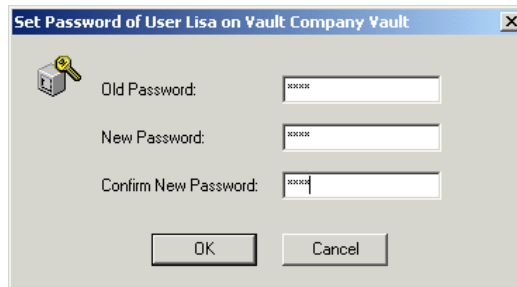 Set Password of User Lisa on Vault Company Vault
Old Password: ****
New Password: ****
Confirm New Password: ****
OK Cancel